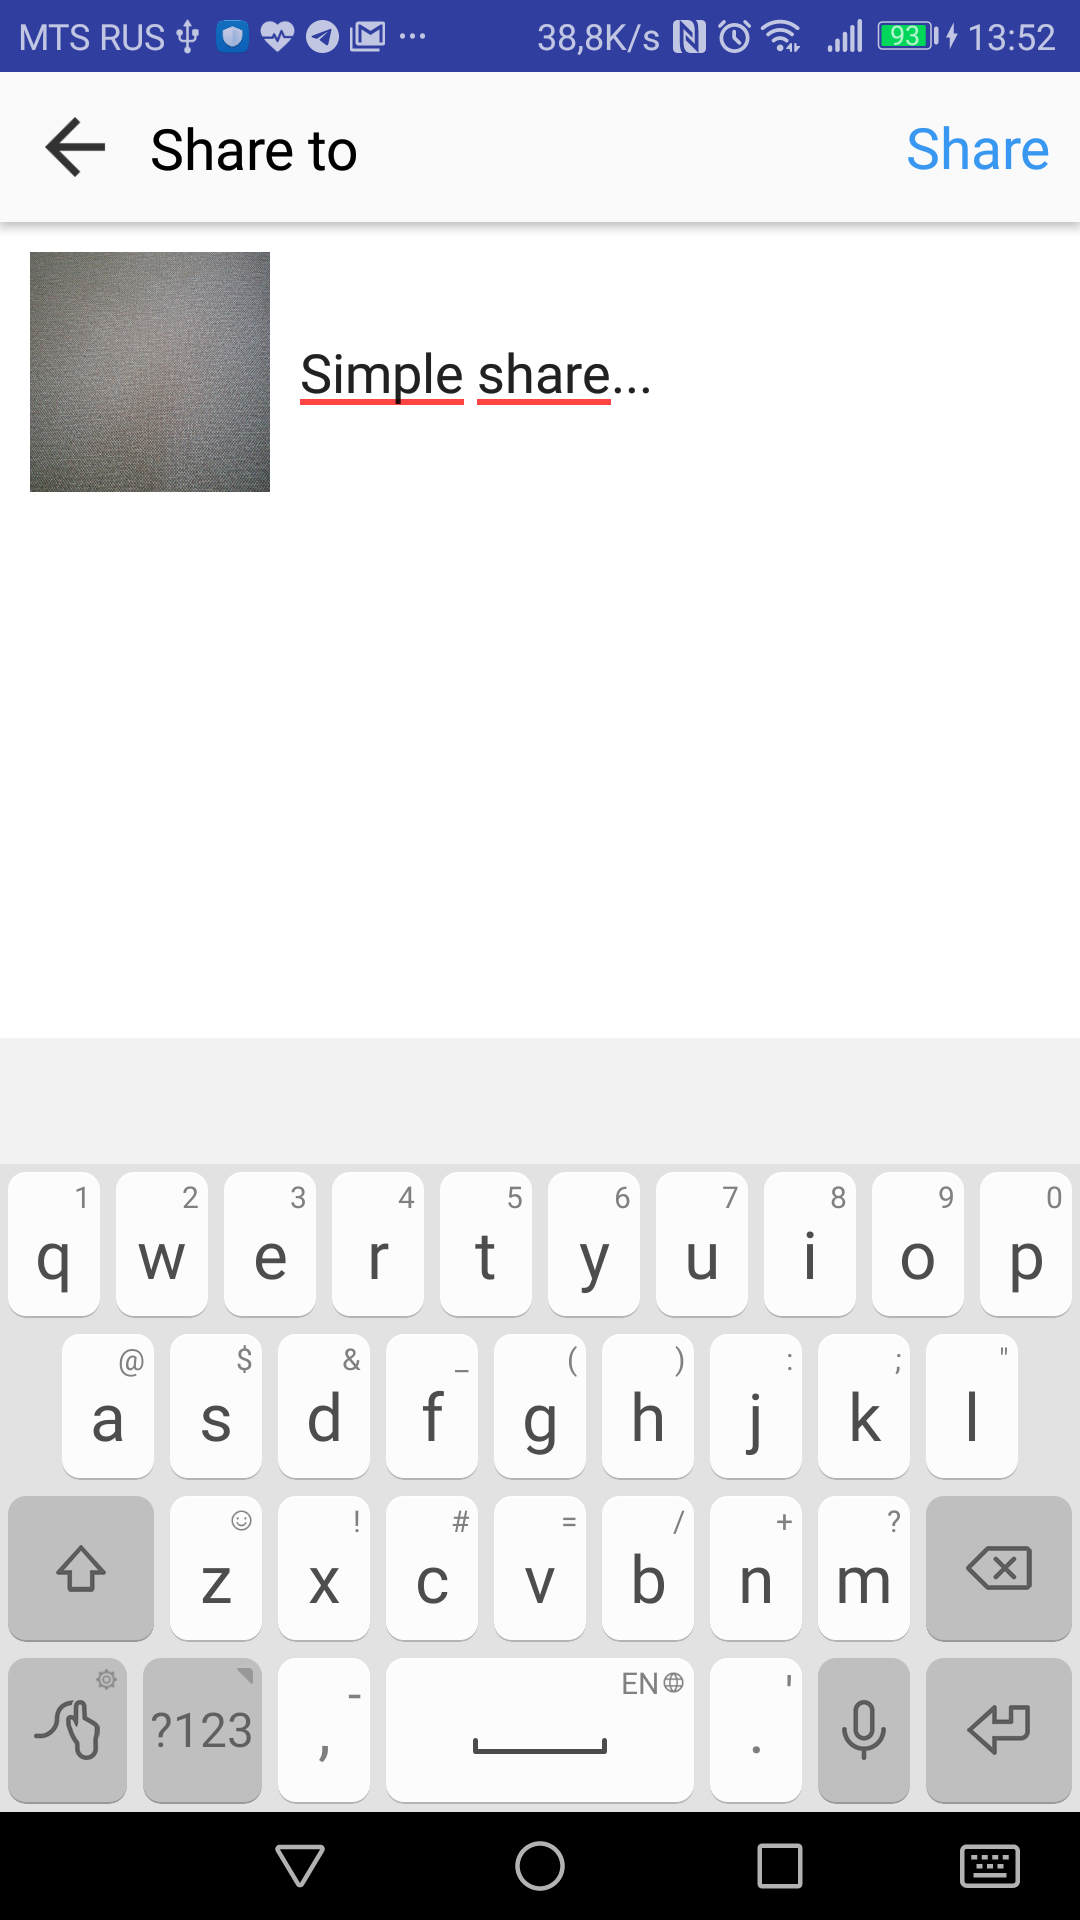 MTS RUS ... 38,8K/s 93 13:52
Share to Share
Simple share...
1 2 3 4 5 6 7 8 9 0
q w e r t y u i o p
@ $ & _ ( ) : ; "
a s d f g h j k l
! # = / + ?
z x c v b n m
- EN '
?123 , .